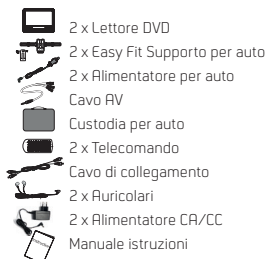 2 x Lettore DVD
2 x Easy Fit Supporto per auto
2 x Alimentatore per auto
Cavo AV
Custodia per auto
2 x Telecomando
Cavo di collegamento
2 x Auricolari
2 x Alimentatore CA/CC
Manuale istruzioni